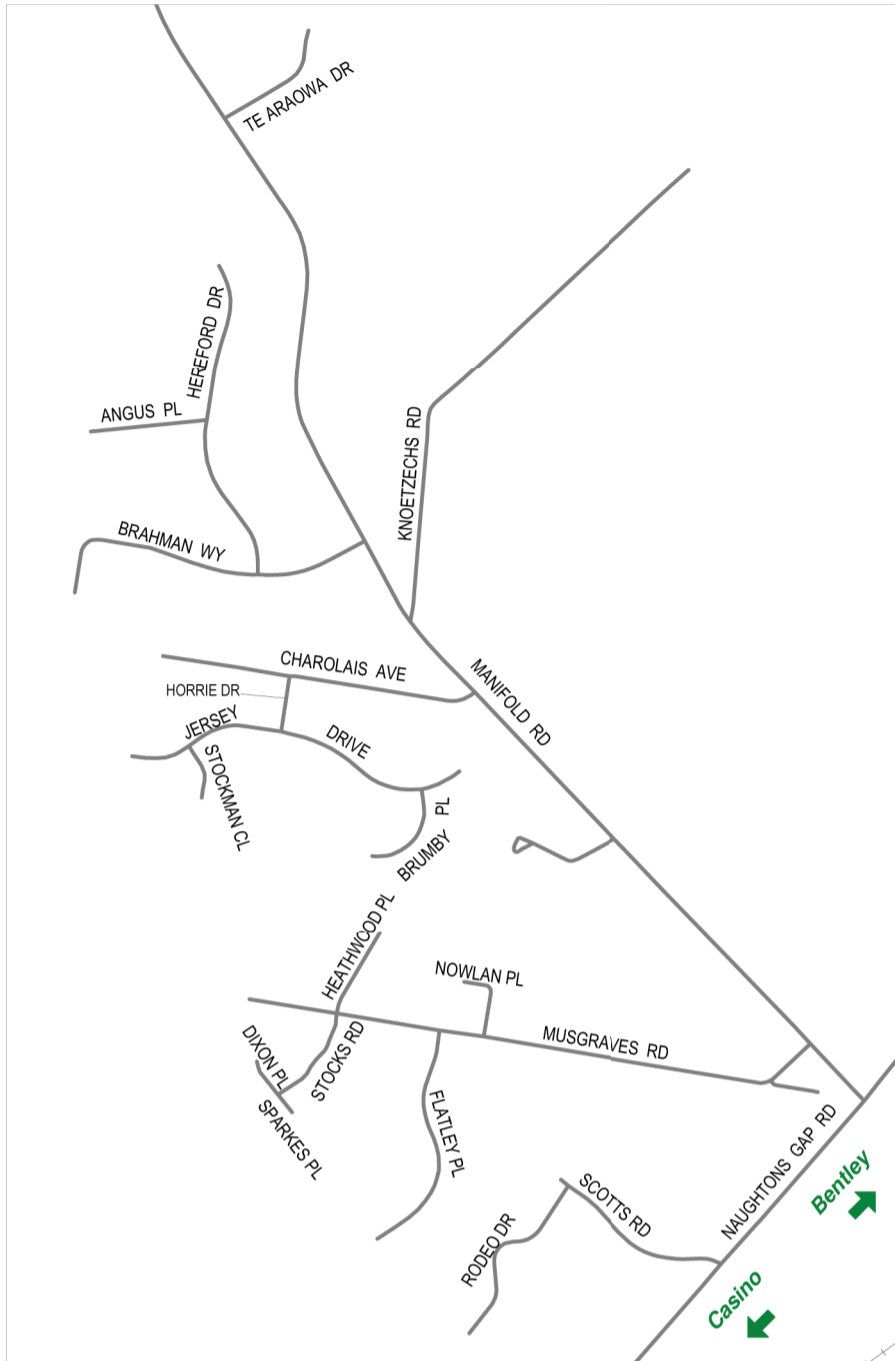 TE ARAOWA DR
HEREFORD DR
ANGUS PL
KNOETZECHS RD
BRAHMAN WY
CHAROLAIS AVE
MANIFOLD RD
HORRIE DR
JERSEY DRIVE
STOCKMAN CL
BRUMBY PL
HEATHWOOD PL
NOWLAN PL
MUSGRAVES RD
DIXON PL
STOCKS RD
SPARKES PL
FLATLEY PL
NAUGHTONS GAP RD
SCOTTS RD
RODEO DR
Bentley
Casino